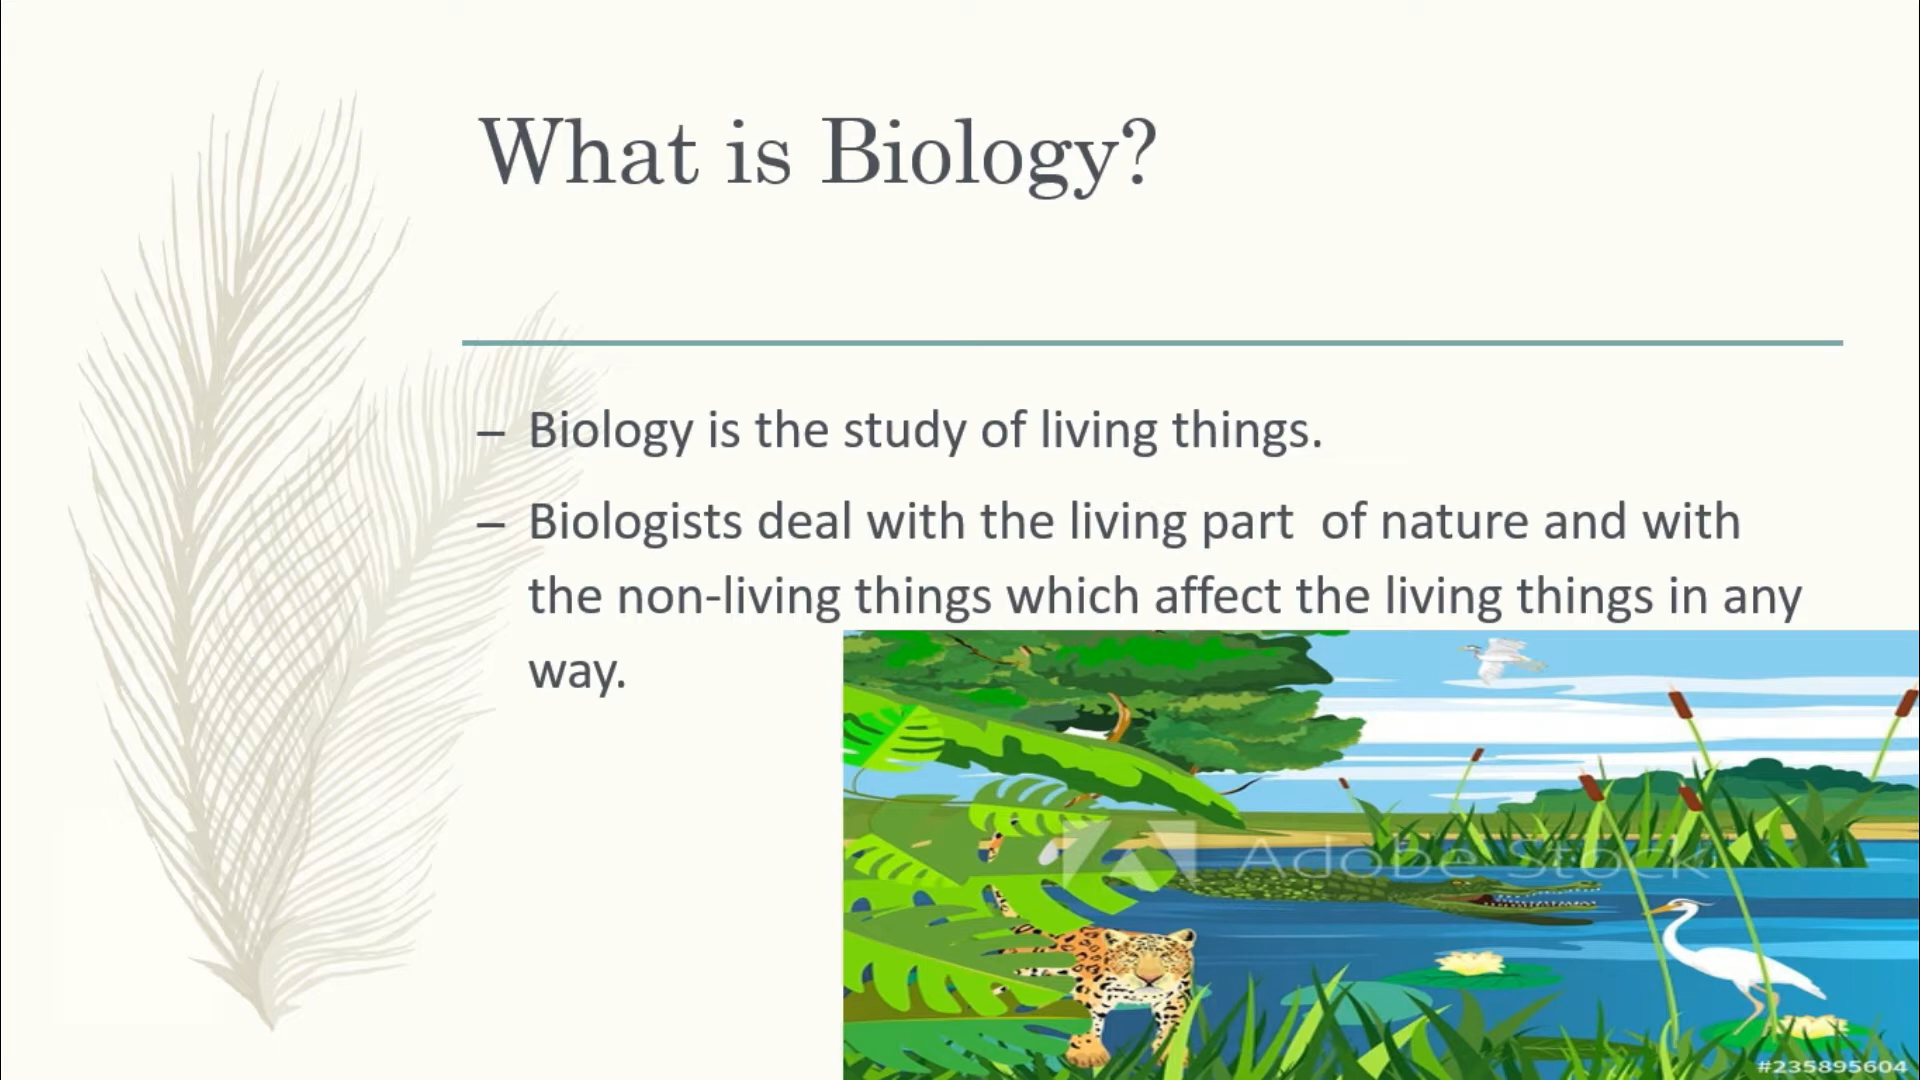 What is Biology?
– Biology is the study of living things.
– Biologists deal with the living part  of nature and with
the non-living things which affect the living things in any
way.
Adobe Stock
#235895604